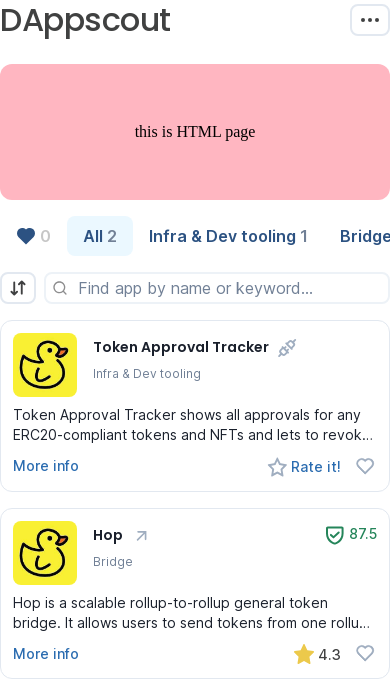 DAppscout
this is HTML page
0 All 2 Infra & Dev tooling 1 Bridge
Find app by name or keyword...
Token Approval Tracker
Infra & Dev tooling
Token Approval Tracker shows all approvals for any
ERC20-compliant tokens and NFTs and lets to revok...
More info Rate it!
Hop 97.5
Bridge
Hop is a scalable rollup-to-rollup general token
bridge. It allows users to send tokens from one rollu...
More info 4.3